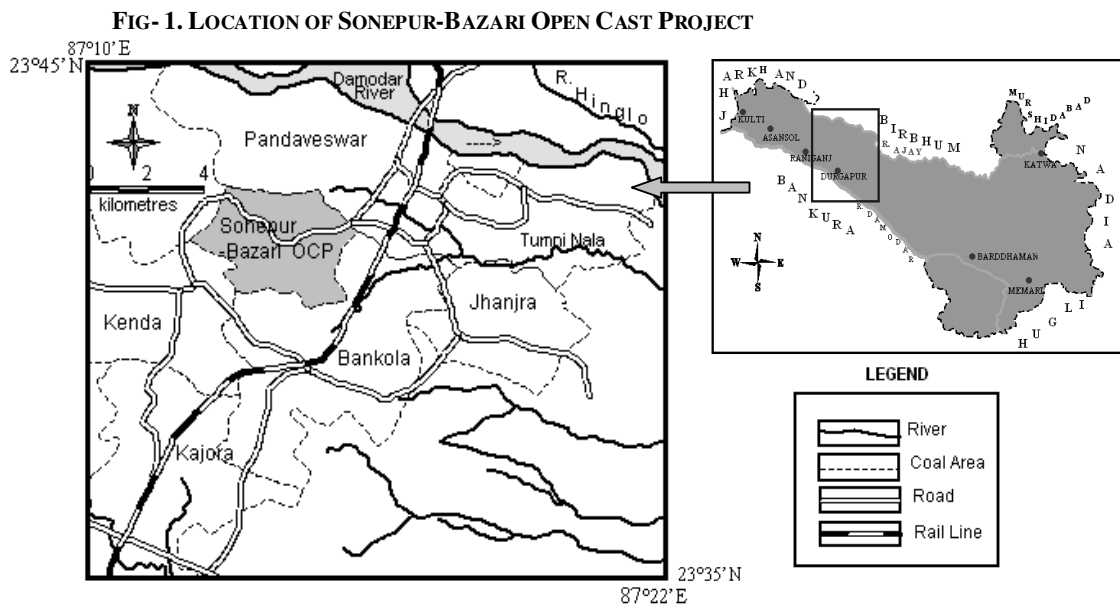 FIG- 1. LOCATION OF SONEPUR-BAZARI OPEN CAST PROJECT
87°10' E
23°45' N
Damodar
River
R. Hinglo
Pandaveswar
N
0 2 4
kilometres
Sonepur
-Bazari OCP
Tumni Nala
Jhanjra
Kenda
Bankola
Kajora
23°35' N
87°22' E
JHARKHAND
KULTI
ASANSOL
RANIGANJ
DURGAPUR
BIRBHUM
R. AJAY
MURSHIDABAD
KATWA
NADIA
BANKURA
R. DAMODAR
BARDDHAMAN
MEMARI
HUGLI
N
W E
S
LEGEND
River
Coal Area
Road
Rail Line